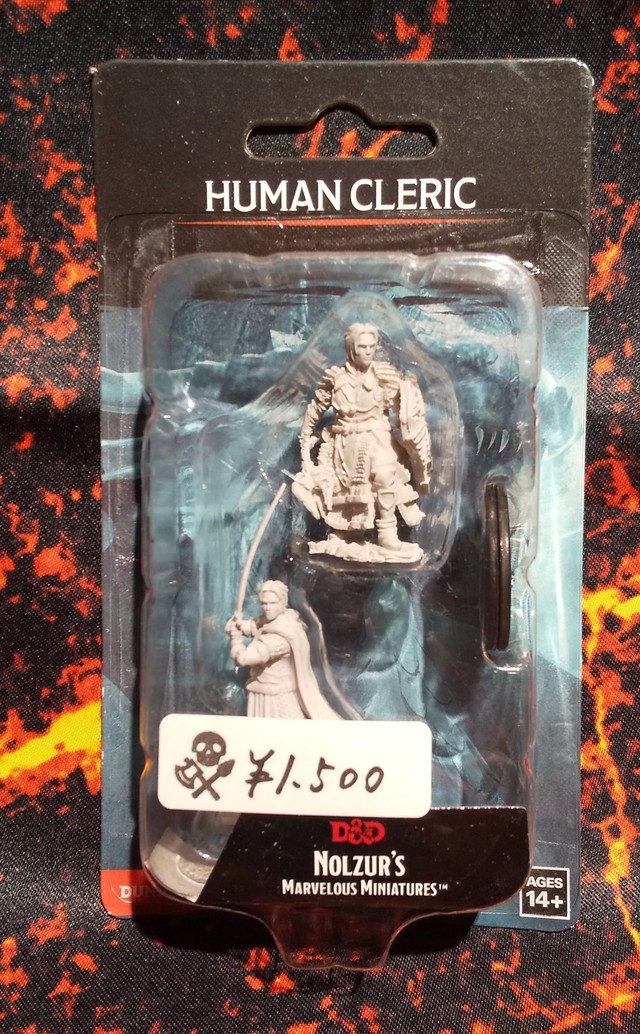 HUMAN CLERIC
¥1.500
D&D
NOLZUR'S
MARVELOUS MINIATURES™
AGES
14+